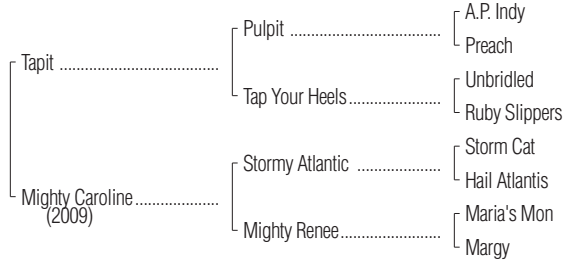 A.P. Indy
Pulpit ..............................................
Preach
Tapit ................................................
Unbridled
Tap Your Heels............................
Ruby Slippers
Storm Cat
Stormy Atlantic .........................
Hail Atlantis
Mighty Caroline.........................
(2009)
Maria's Mon
Mighty Renee..............................
Margy